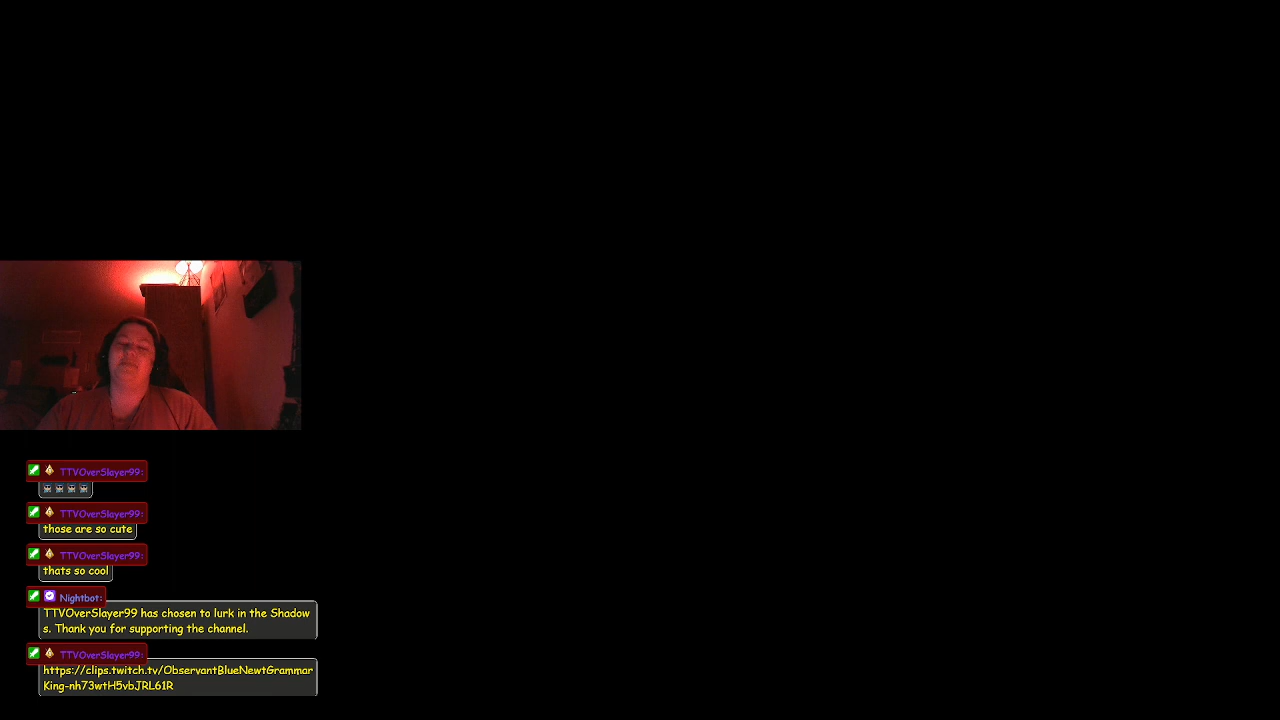 TTVOverSlayer99:
TTVOverSlayer99:
those are so cute
TTVOverSlayer99:
thats so cool
Nightbot:
TTVOverSlayer99 has chosen to lurk in the Shadow
s. Thank you for supporting the channel.
TTVOverSlayer99:
https://clips.twitch.tv/ObservantBlueNewtGrammar
King-nh73wtH5vbJRL61R